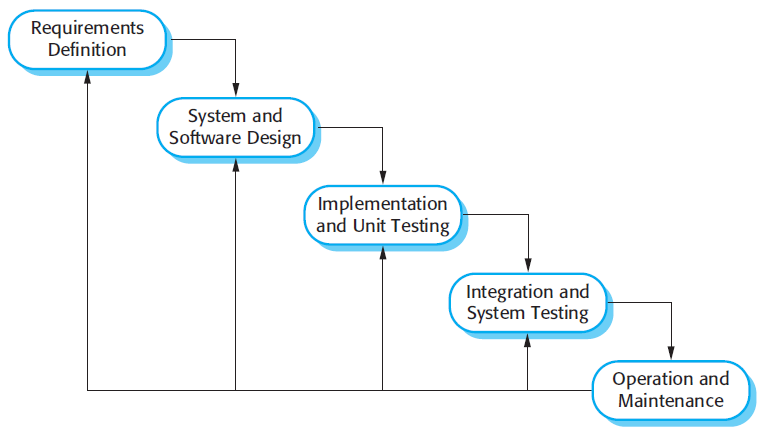 Requirements
Definition
System and
Software Design
Implementation
and Unit Testing
Integration and
System Testing
Operation and
Maintenance